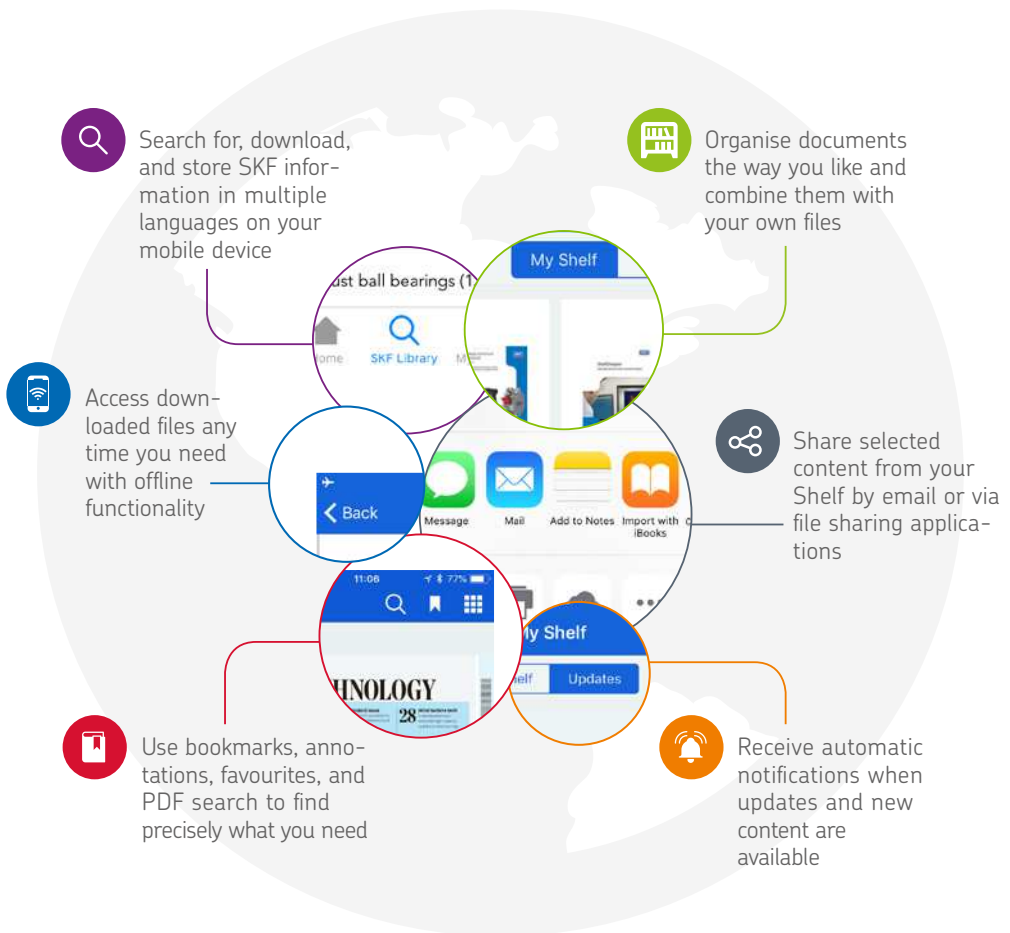 Search for, download,
and store SKF infor-
mation in multiple
languages on your
mobile device
Organise documents
the way you like and
combine them with
your own files
My Shelf
ust ball bearings (1
ome
SKF Library
M
Access down-
loaded files any
time you need
with offline
functionality
Back
Message
Mail
Add to Notes
Import with
iBooks
Share selected
content from your
Shelf by email or via
file sharing applica-
tions
11:06
77%
HNOLOGY
28
My Shelf
elf
Updates
Use bookmarks, anno-
tations, favourites, and
PDF search to find
precisely what you need
Receive automatic
notifications when
updates and new
content are
available